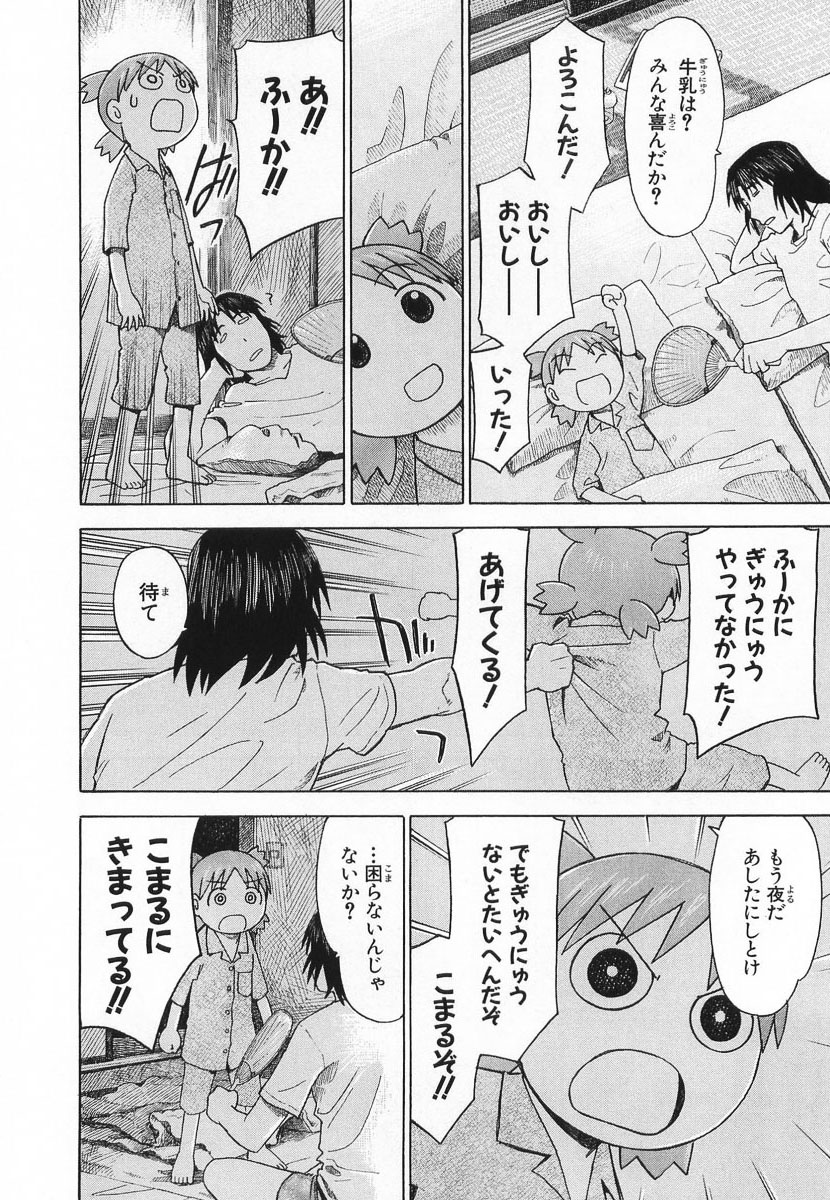 牛乳は？
みんな喜んだか？
よろこんだ！
おいしーー
おいしーー
いった！
あ!!
ふーか!!
ばっ
ふーかに
ぎゅうにゅう
やってなかった！
あげてくる！
待て
もう夜だ
あしたにしとけ
でもぎゅうにゅう
ないとたいへんだぞ
こまるぞ!!
…困らないんじゃ
ないか？
こまるに
きまってる!!